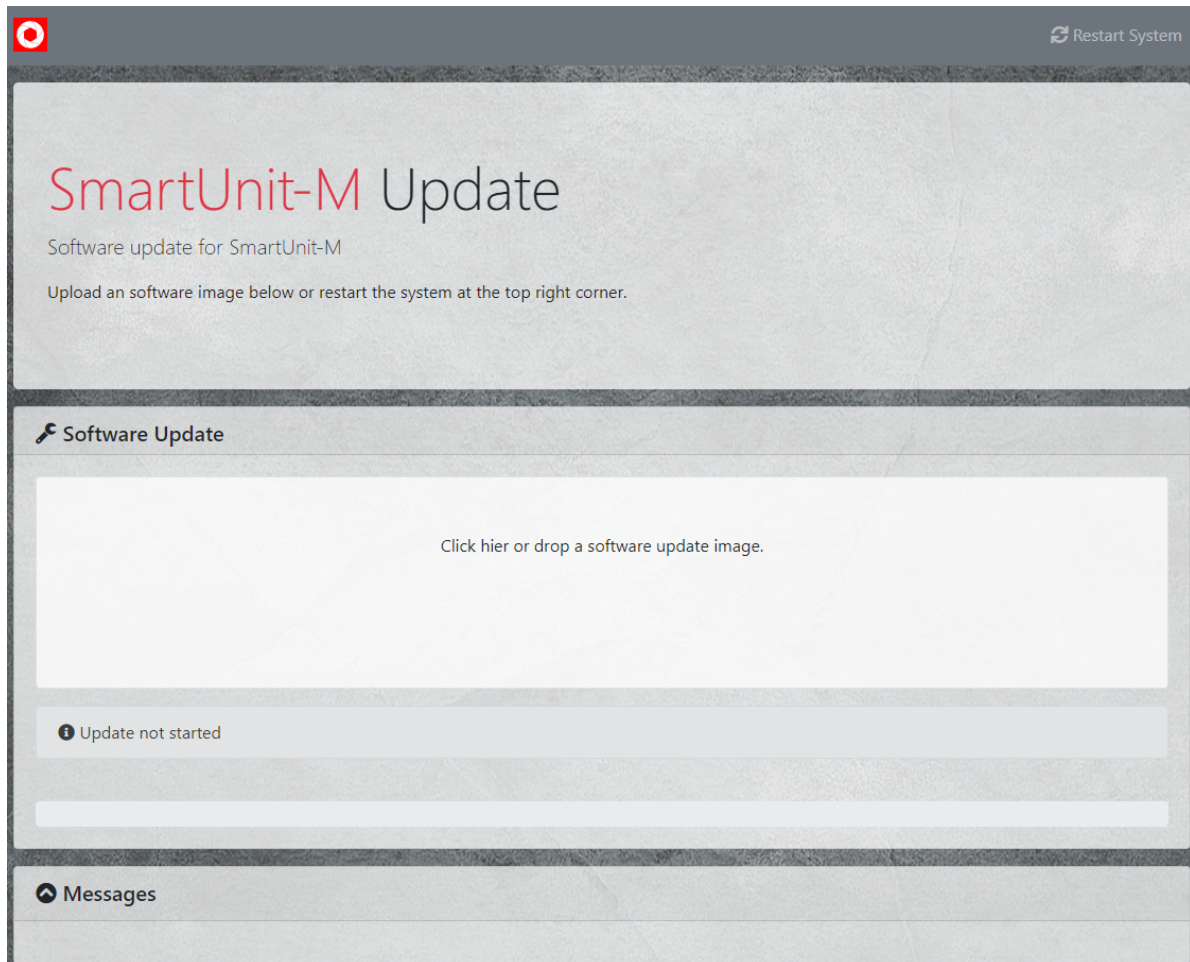 Restart System
SmartUnit-M Update
Software update for SmartUnit-M
Upload an software image below or restart the system at the top right corner.
Software Update
Click hier or drop a software update image.
Update not started
Messages